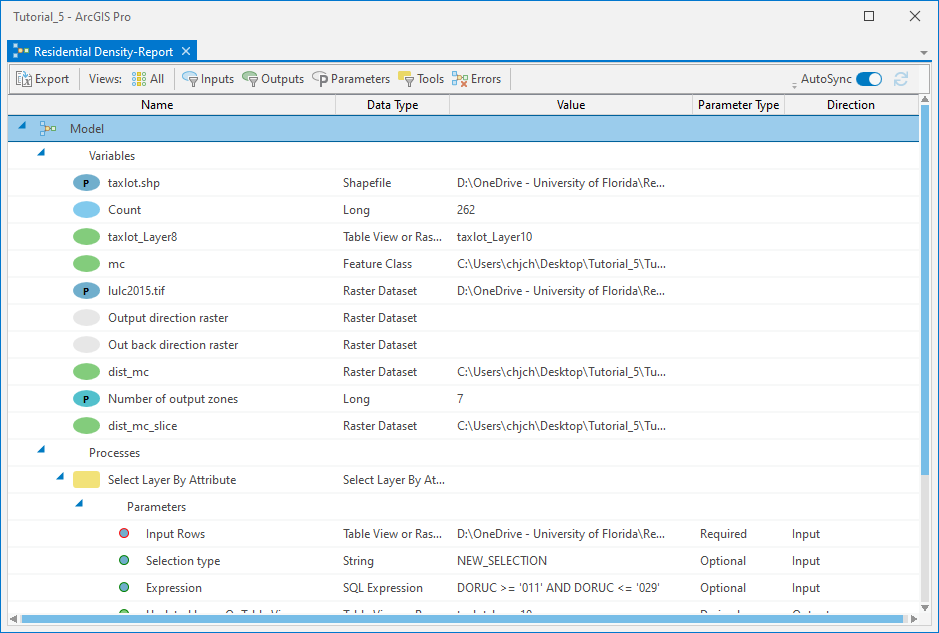 Tutorial_5 - ArcGIS Pro
Residential Density-Report
Export Views: All Inputs Outputs Parameters Tools Errors AutoSync
Name Data Type Value Parameter Type Direction
Model
Variables
P taxlot.shp Shapefile D:\OneDrive - University of Florida\Re...
Count Long 262
taxlot_Layer8 Table View or Ras... taxlot_Layer10
mc Feature Class C:\Users\chjch\Desktop\Tutorial_5\Tu...
P lulc2015.tif Raster Dataset D:\OneDrive - University of Florida\Re...
Output direction raster Raster Dataset
Out back direction raster Raster Dataset
dist_mc Raster Dataset C:\Users\chjch\Desktop\Tutorial_5\Tu...
P Number of output zones Long 7
dist_mc_slice Raster Dataset C:\Users\chjch\Desktop\Tutorial_5\Tu...
Processes
Select Layer By Attribute Select Layer By At...
Parameters
Input Rows Table View or Ras... D:\OneDrive - University of Florida\Re... Required Input
Selection type String NEW_SELECTION Optional Input
Expression SQL Expression DORUC >= '011' AND DORUC <= '029' Optional Input